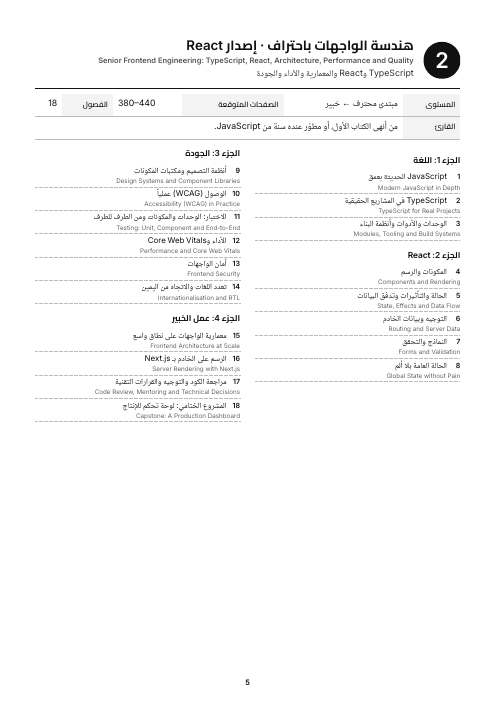 2
هندسة الواجهات باحتراف · إصدار React
Senior Frontend Engineering: TypeScript, React, Architecture, Performance and Quality
TypeScript وReact والمعمارية والأداء والجودة
المستوى
مبتدئ محترف ← خبير
الصفحات المتوقعة
380–440
الفصول
18
القارئ
من أنهى الكتاب الأول، أو مطوّر عنده سنة من JavaScript.
الجزء 1: اللغة
1 JavaScript الحديثة بعمق
Modern JavaScript in Depth
2 TypeScript في المشاريع الحقيقية
TypeScript for Real Projects
3 الوحدات والأدوات وأنظمة البناء
Modules, Tooling and Build Systems
الجزء 2: React
4 المكونات والرسم
Components and Rendering
5 الحالة والتأثيرات وتدفق البيانات
State, Effects and Data Flow
6 التوجيه وبيانات الخادم
Routing and Server Data
7 النماذج والتحقق
Forms and Validation
8 الحالة العامة بلا ألم
Global State without Pain
الجزء 3: الجودة
9 أنظمة التصميم ومكتبات المكونات
Design Systems and Component Libraries
10 الوصول (WCAG) عملياً
Accessibility (WCAG) in Practice
11 الاختبار: الوحدات والمكونات ومن الطرف للطرف
Testing: Unit, Component and End-to-End
12 الأداء وCore Web Vitals
Performance and Core Web Vitals
13 أمان الواجهات
Frontend Security
14 تعدد اللغات والاتجاه من اليمين
Internationalisation and RTL
الجزء 4: عمل الخبير
15 معمارية الواجهات على نطاق واسع
Frontend Architecture at Scale
16 الرسم على الخادم بـ Next.js
Server Rendering with Next.js
17 مراجعة الكود والتوجيه والقرارات التقنية
Code Review, Mentoring and Technical Decisions
18 المشروع الختامي: لوحة تحكم للإنتاج
Capstone: A Production Dashboard
5